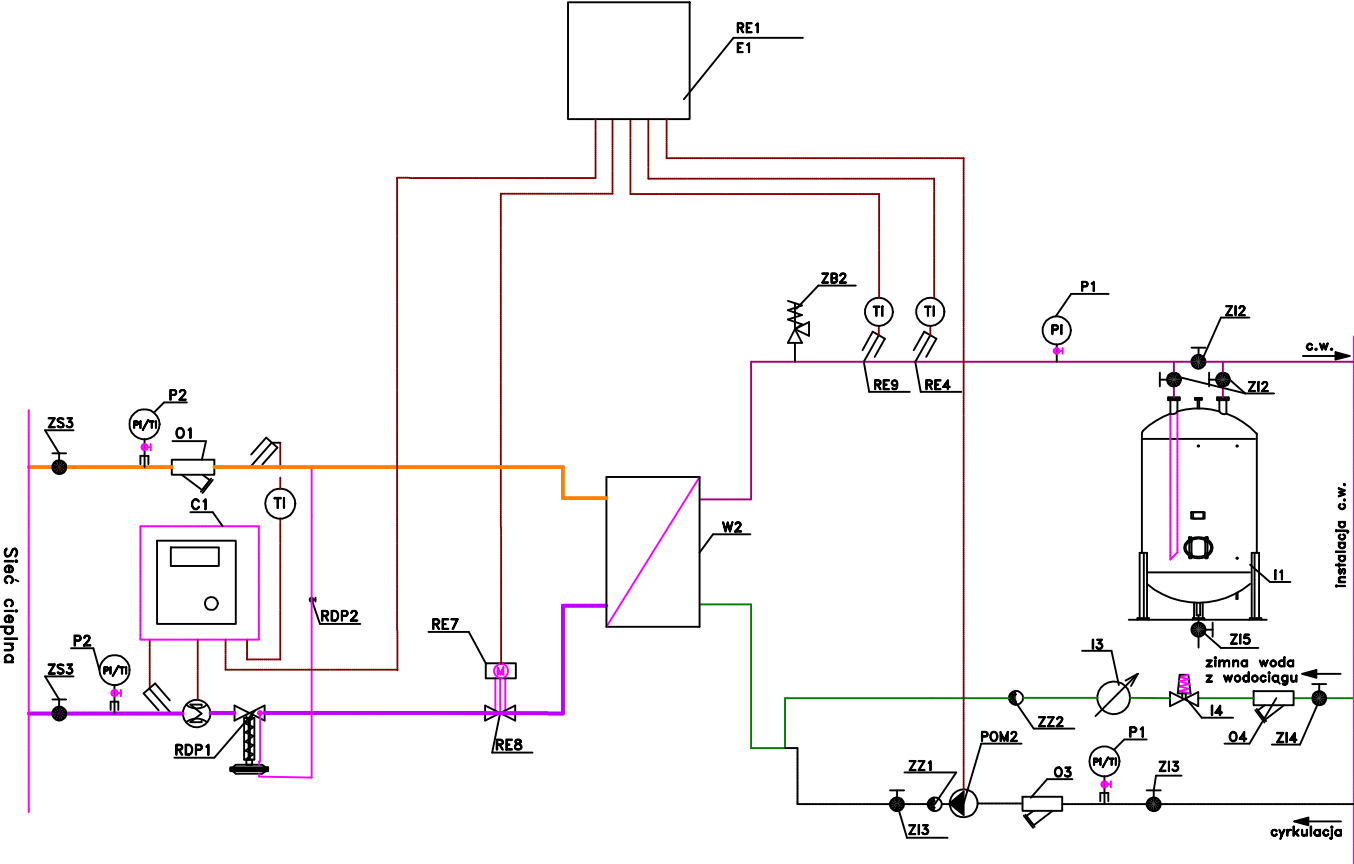 RE1
E1
ZB2
P1
TI
TI
ZI2
PI
c.w.
RE9
RE4
ZI2
P2
ZS3
PI/TI
O1
TI
C1
W2
instalacja c.w.
Sieć cieplna
I1
RDP2
RE7
P2
ZS3
PI/TI
M
ZI5
I3
zimna woda
z wodociągu
I4
O4
ZI4
ZZ2
RDP1
RE8
POM2
P1
ZZ1
O3
PI/TI
ZI3
ZI3
cyrkulacja